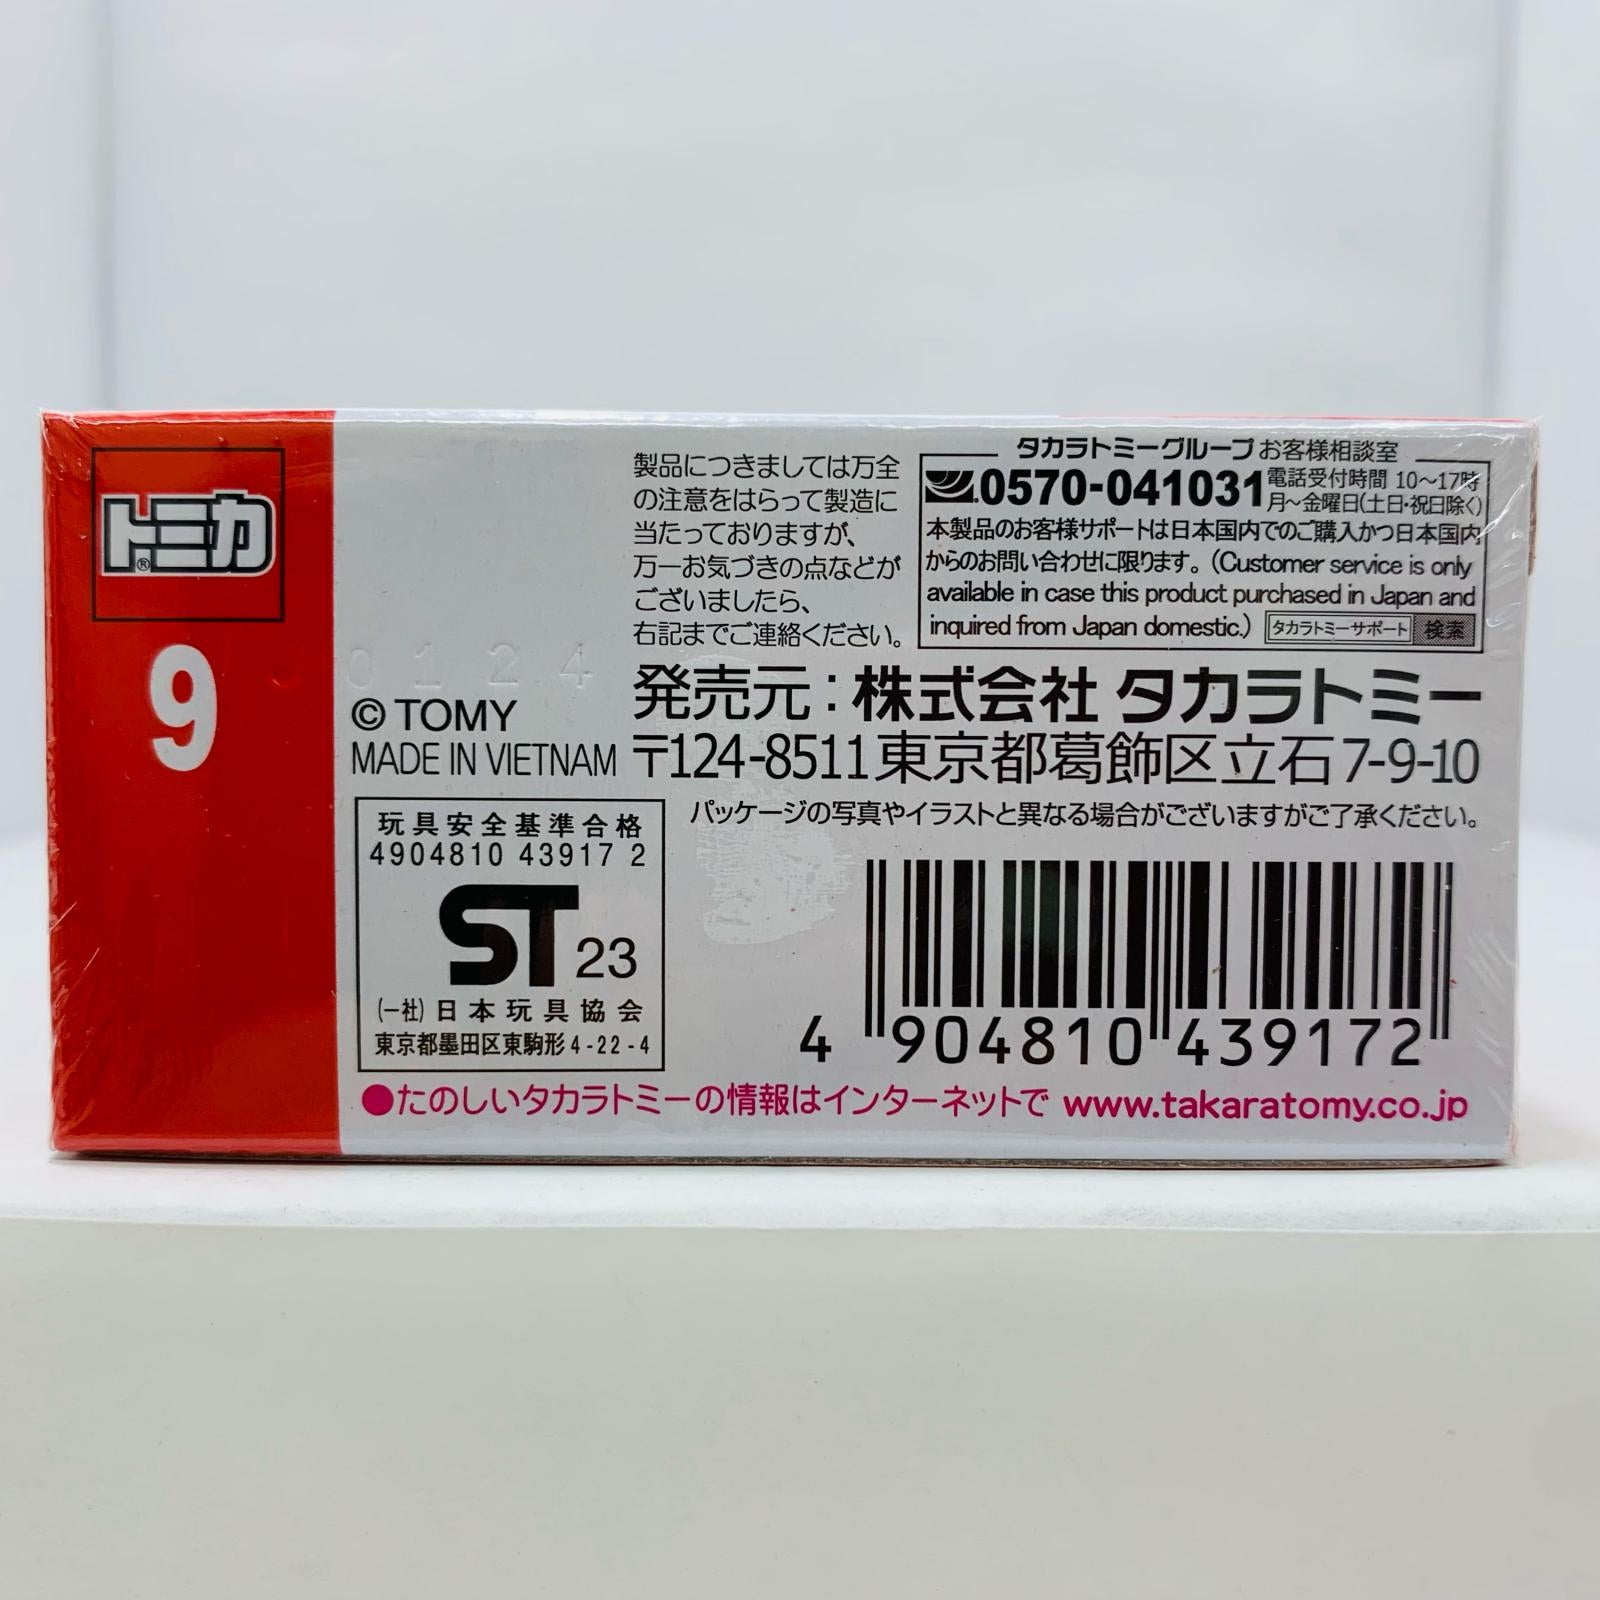 トミカ®
9
0124
© TOMY
MADE IN VIETNAM
製品につきましては万全
の注意をはらって製造に
当たっておりますが、
万一お気づきの点などが
ございましたら、
右記までご連絡ください。
タカラトミーグループお客様相談室
0570-041031
電話受付時間 10〜17時
月〜金曜日(土日・祝日除く)
本製品のお客様サポートは日本国内でのご購入かつ日本国内
からのお問い合わせに限ります。(Customer service is only
available in case this product purchased in Japan and
inquired from Japan domestic.)
タカラトミーサポート 検索
発売元：株式会社 タカラトミー
〒124-8511 東京都葛飾区立石7-9-10
パッケージの写真やイラストと異なる場合がございますがご了承ください。
玩具安全基準合格
4904810 43917 2
ST 23
(一社)日本玩具協会
東京都墨田区東駒形4-22-4
4 904810 439172
●たのしいタカラトミーの情報はインターネットで www.takaratomy.co.jp